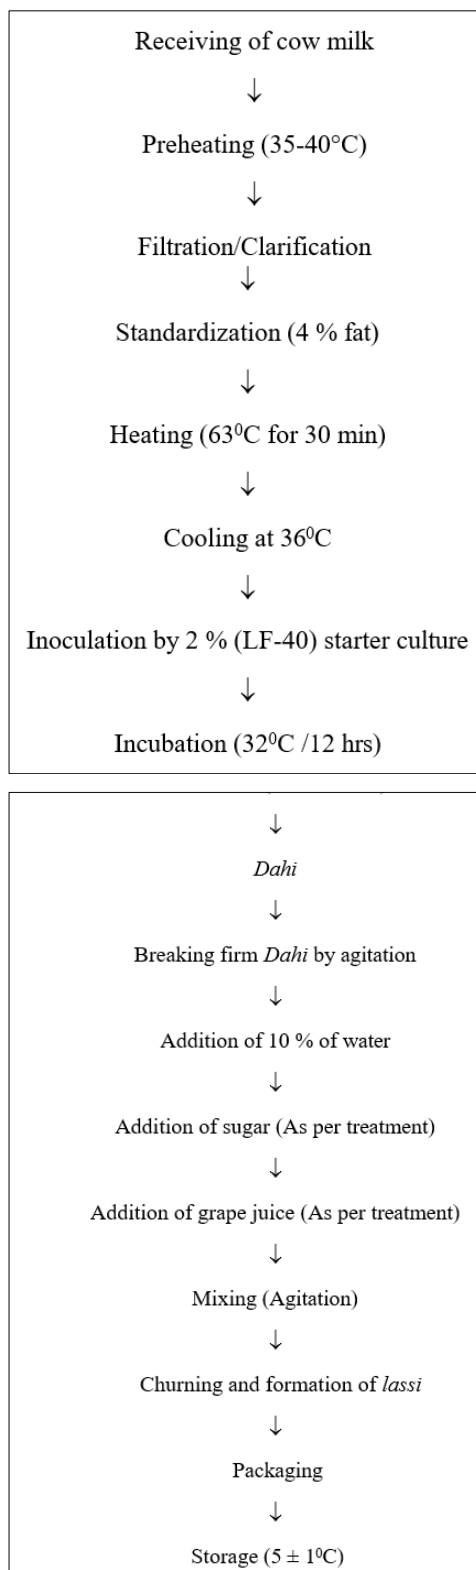 Receiving of cow milk
↓
Preheating (35-40°C)
↓
Filtration/Clarification
↓
Standardization (4 % fat)
↓
Heating (63⁰C for 30 min)
↓
Cooling at 36⁰C
↓
Inoculation by 2 % (LF-40) starter culture
↓
Incubation (32⁰C /12 hrs)
↓
Dahi
↓
Breaking firm Dahi by agitation
↓
Addition of 10 % of water
↓
Addition of sugar (As per treatment)
↓
Addition of grape juice (As per treatment)
↓
Mixing (Agitation)
↓
Churning and formation of lassi
↓
Packaging
↓
Storage (5 ± 1⁰C)